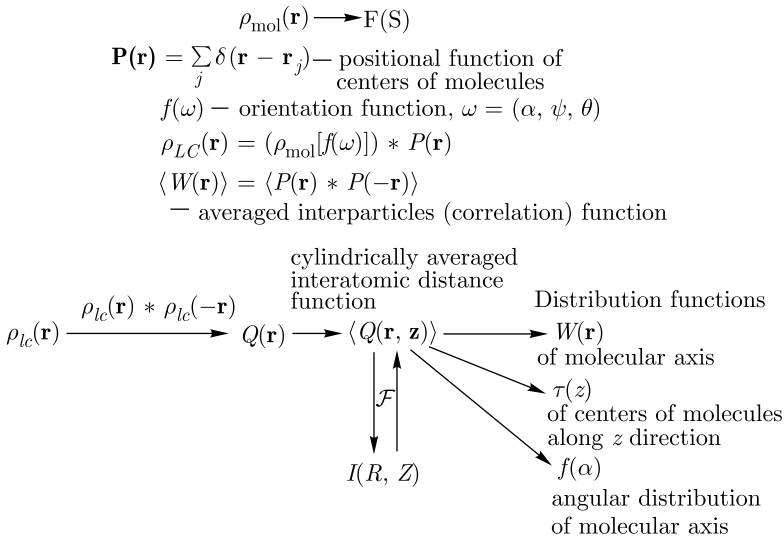 ρ_mol(r) → F(S)
P(r) = ∑_j δ(r − r_j) — positional function of
centers of molecules
f(ω) — orientation function, ω = (α, ψ, θ)
ρ_LC(r) = (ρ_mol[f(ω)]) * P(r)
⟨W(r)⟩ = ⟨P(r) * P(−r)⟩
— averaged interparticles (correlation) function
cylindrically averaged
interatomic distance
function
Distribution functions
ρ_lc(r) * ρ_lc(−r)
ρ_lc(r) → Q(r) → ⟨Q(r, z)⟩ → W(r)
of molecular axis
τ(z)
of centers of molecules
along z direction
ℱ
I(R, Z)
f(α)
angular distribution
of molecular axis